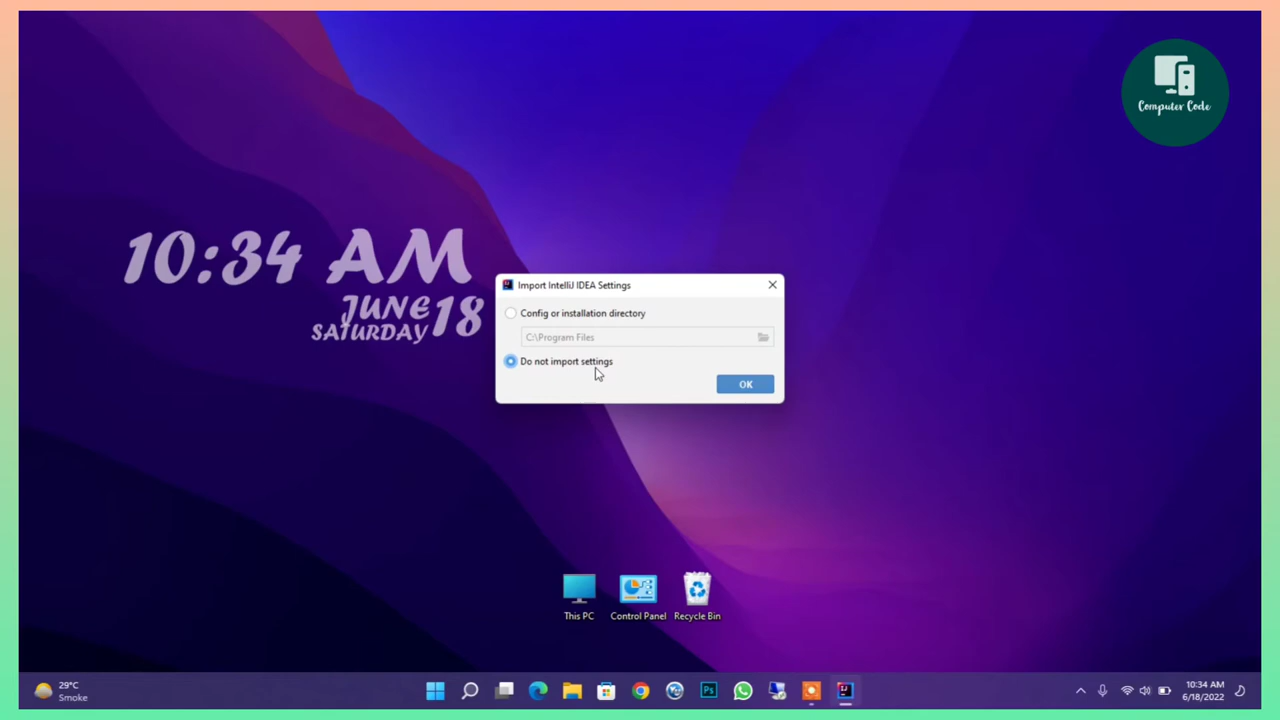 Computer Code
10:34 AM
JUNE 18
SATURDAY
Import IntelliJ IDEA Settings
Config or installation directory
C:\Program Files
Do not import settings
OK
This PC
Control Panel
Recycle Bin
29°C
Smoke
Ps
10:34 AM
6/18/2022